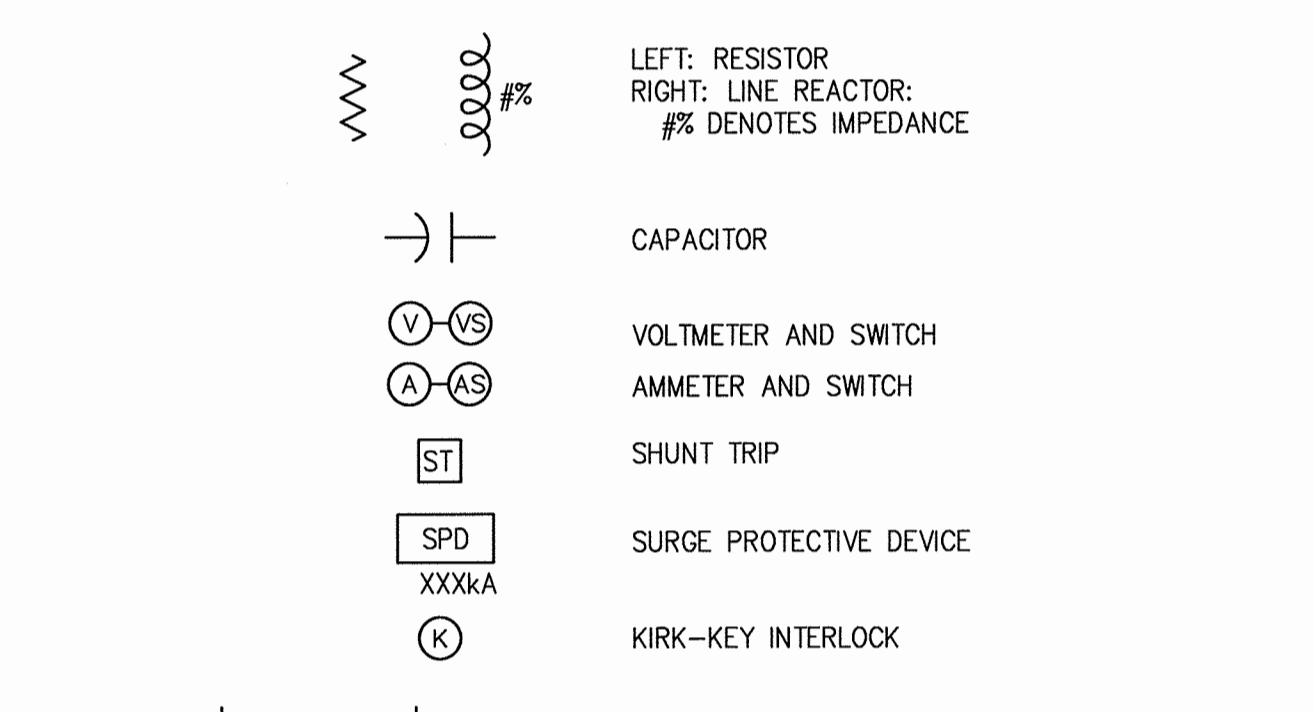 #%
LEFT: RESISTOR
RIGHT: LINE REACTOR:
#% DENOTES IMPEDANCE
CAPACITOR
V VS
VOLTMETER AND SWITCH
A AS
AMMETER AND SWITCH
ST
SHUNT TRIP
SPD
XXXkA
SURGE PROTECTIVE DEVICE
K
KIRK-KEY INTERLOCK